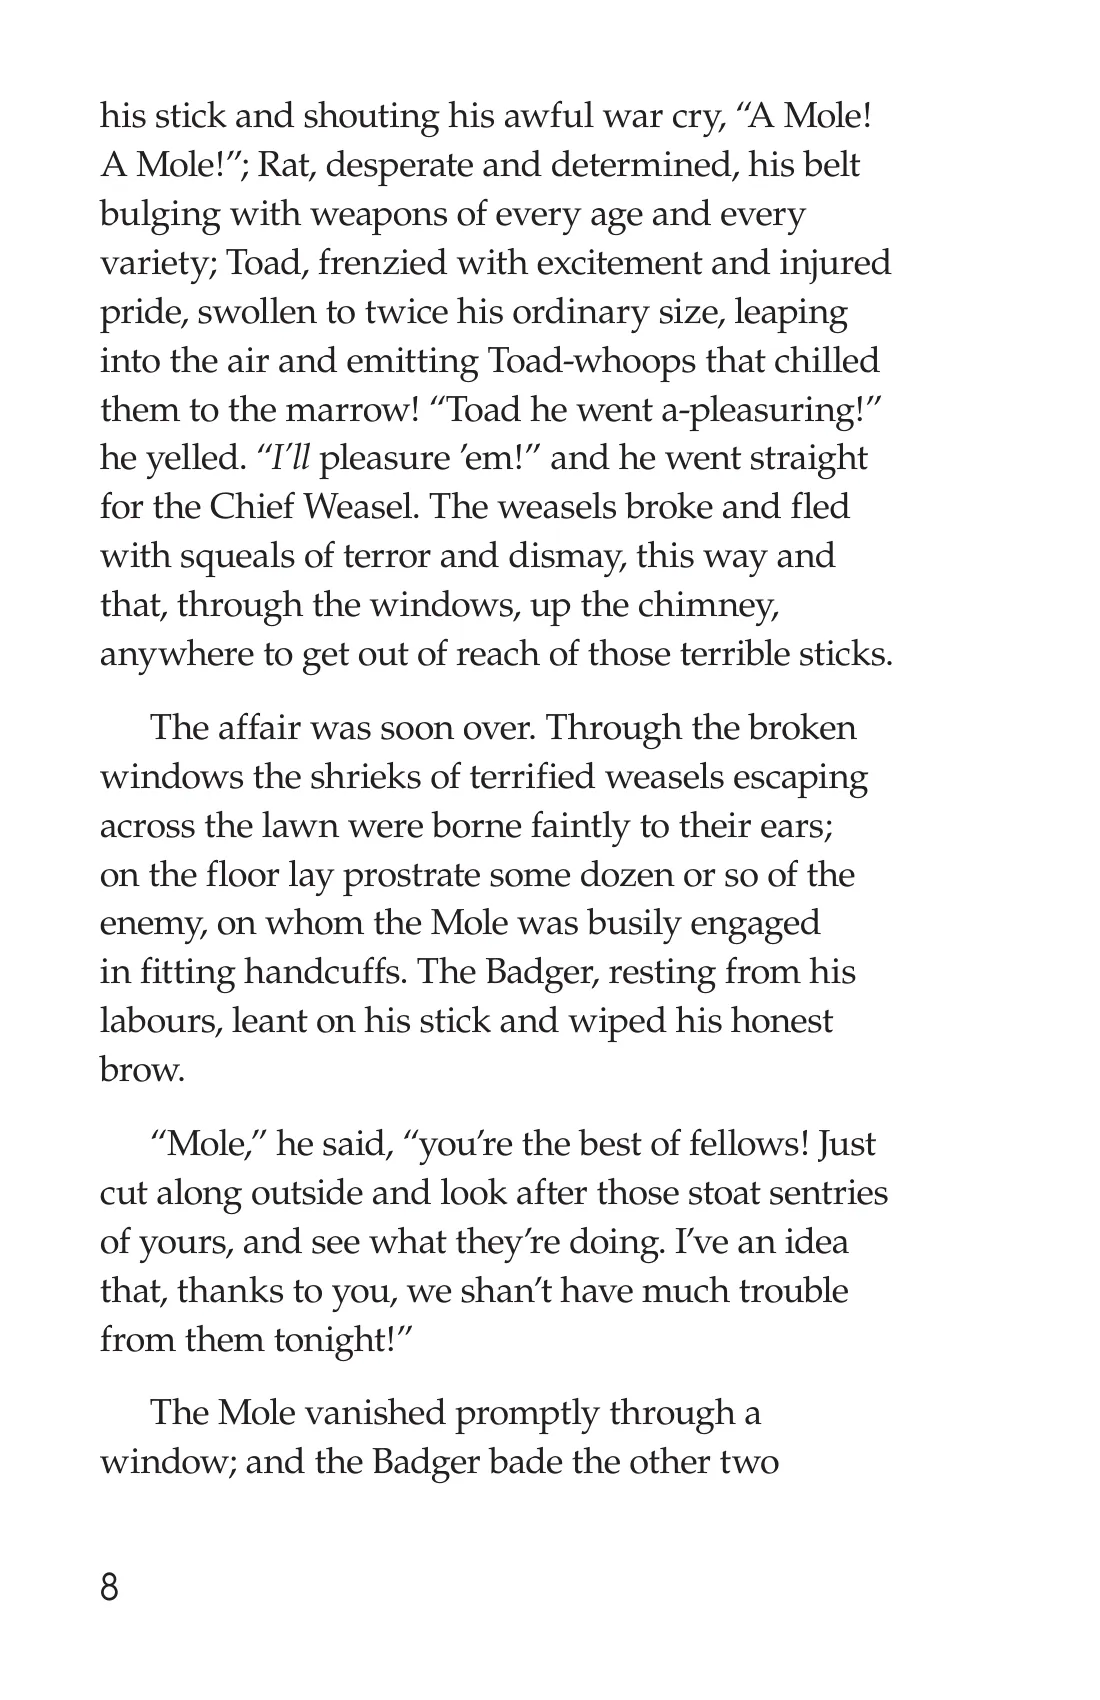 his stick and shouting his awful war cry, “A Mole!
A Mole!”; Rat, desperate and determined, his belt
bulging with weapons of every age and every
variety; Toad, frenzied with excitement and injured
pride, swollen to twice his ordinary size, leaping
into the air and emitting Toad-whoops that chilled
them to the marrow! “Toad he went a-pleasuring!”
he yelled. “I’ll pleasure ’em!” and he went straight
for the Chief Weasel. The weasels broke and fled
with squeals of terror and dismay, this way and
that, through the windows, up the chimney,
anywhere to get out of reach of those terrible sticks.
The affair was soon over. Through the broken
windows the shrieks of terrified weasels escaping
across the lawn were borne faintly to their ears;
on the floor lay prostrate some dozen or so of the
enemy, on whom the Mole was busily engaged
in fitting handcuffs. The Badger, resting from his
labours, leant on his stick and wiped his honest
brow.
“Mole,” he said, “you’re the best of fellows! Just
cut along outside and look after those stoat sentries
of yours, and see what they’re doing. I’ve an idea
that, thanks to you, we shan’t have much trouble
from them tonight!”
The Mole vanished promptly through a
window; and the Badger bade the other two
8